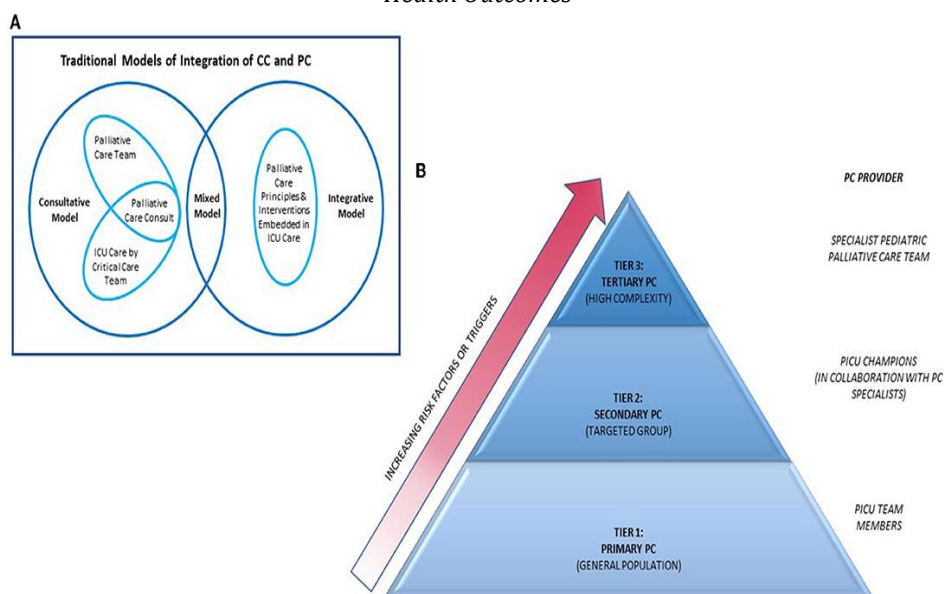 Health Outcomes
A
Traditional Models of Integration of CC and PC
Palliative
Care Team
Consultative
Model
Palliative
Care Consult
ICU Care by
Critical Care
Team
Mixed
Model
Palliative
Care
Principles &
Interventions
Embedded in
ICU Care
Integrative
Model
B
INCREASING RISK FACTORS OR TRIGGERS
PC PROVIDER
TIER 3:
TERTIARY PC
(HIGH COMPLEXITY)
SPECIALIST PEDIATRIC
PALLIATIVE CARE TEAM
TIER 2:
SECONDARY PC
(TARGETED GROUP)
PICU CHAMPIONS
(IN COLLABORATION WITH PC
SPECIALISTS)
TIER 1:
PRIMARY PC
(GENERAL POPULATION)
PICU TEAM
MEMBERS